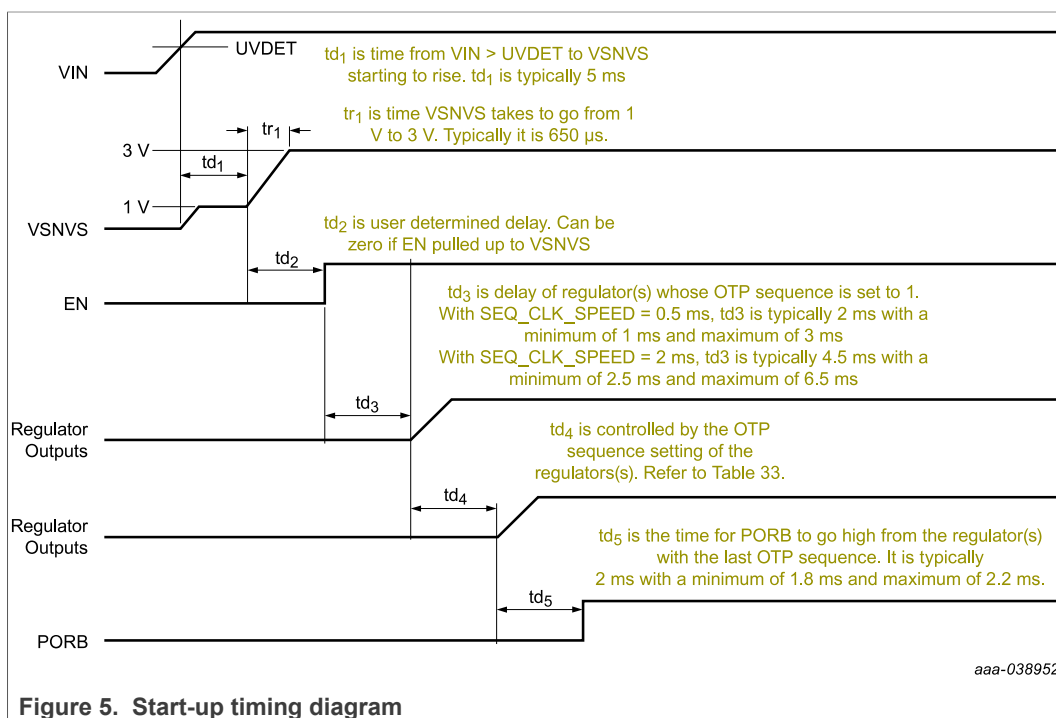 UVDET
VIN
td1 is time from VIN > UVDET to VSNVS
starting to rise. td1 is typically 5 ms
tr1 is time VSNVS takes to go from 1
V to 3 V. Typically it is 650 µs.
tr1
3 V
td1
1 V
VSNVS
td2 is user determined delay. Can be
zero if EN pulled up to VSNVS
td2
EN
td3 is delay of regulator(s) whose OTP sequence is set to 1.
With SEQ_CLK_SPEED = 0.5 ms, td3 is typically 2 ms with a
minimum of 1 ms and maximum of 3 ms
With SEQ_CLK_SPEED = 2 ms, td3 is typically 4.5 ms with a
minimum of 2.5 ms and maximum of 6.5 ms
td3
Regulator
Outputs
td4 is controlled by the OTP
sequence setting of the
regulators(s). Refer to Table 33.
td4
Regulator
Outputs
td5 is the time for PORB to go high from the regulator(s)
with the last OTP sequence. It is typically
2 ms with a minimum of 1.8 ms and maximum of 2.2 ms.
td5
PORB
aaa-038952
Figure 5. Start-up timing diagram